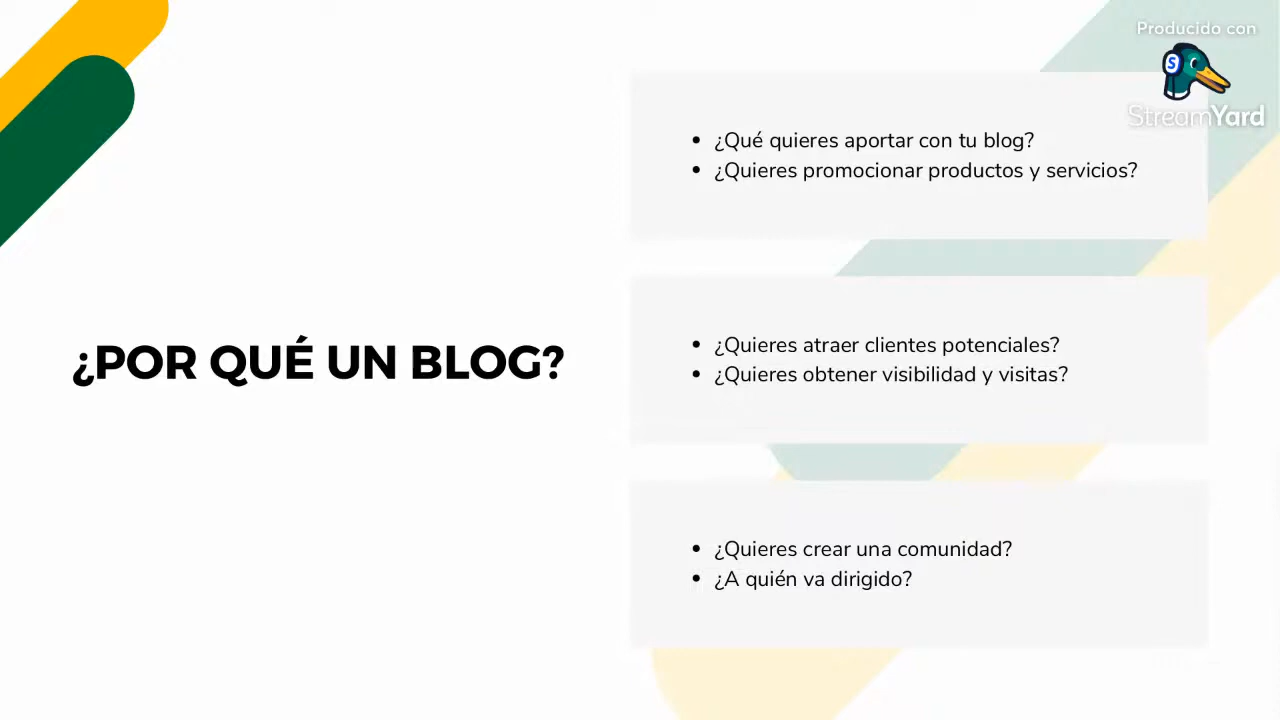 Producido con
StreamYard
¿POR QUÉ UN BLOG?
¿Qué quieres aportar con tu blog?
¿Quieres promocionar productos y servicios?
¿Quieres atraer clientes potenciales?
¿Quieres obtener visibilidad y visitas?
¿Quieres crear una comunidad?
¿A quién va dirigido?